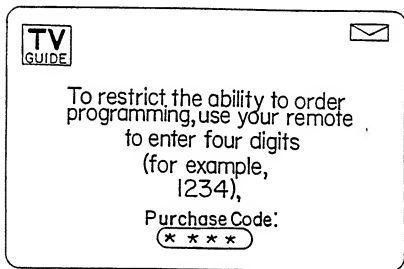 TV
GUIDE
To restrict the ability to order
programming, use your remote
to enter four digits
(for example,
1234),
Purchase Code:
* * * *